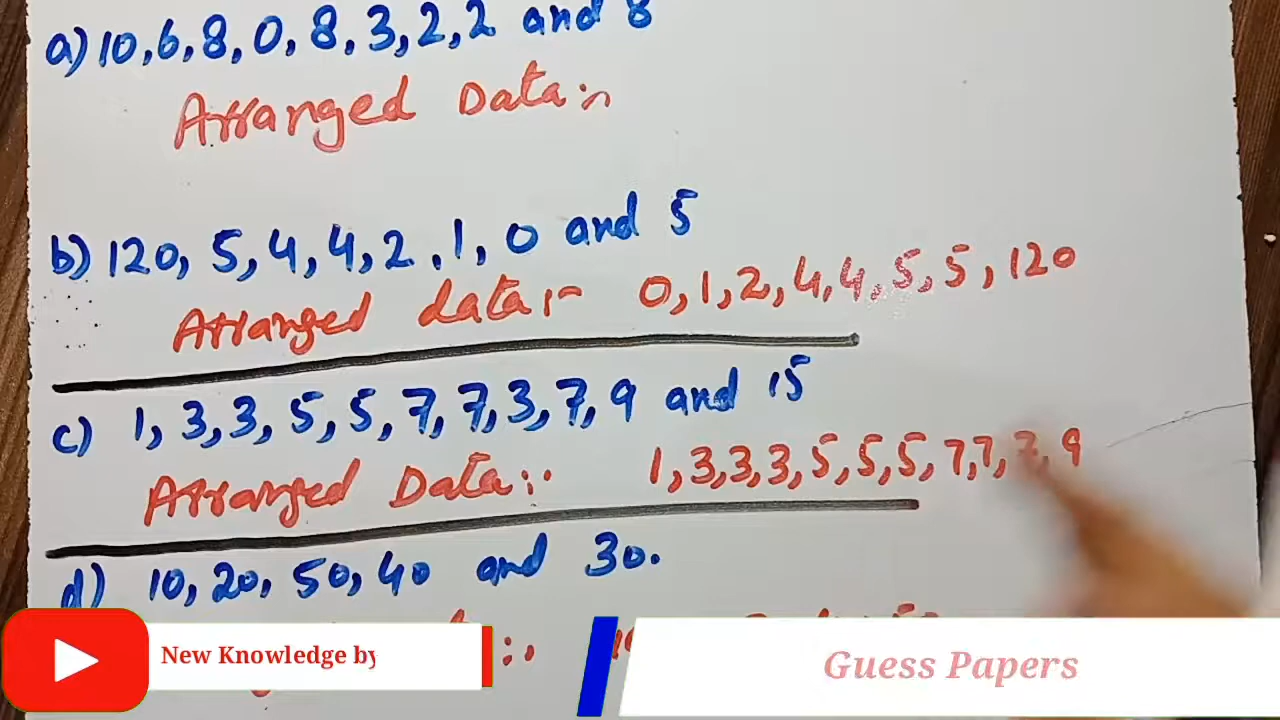 a) 10, 6, 8, 0, 8, 3, 2, 2 and 8
Arranged Data:-
b) 120, 5, 4, 4, 2, 1, 0 and 5
Arranged data:- 0, 1, 2, 4, 4, 5, 5, 120
c) 1, 3, 3, 5, 5, 7, 7, 3, 7, 9 and 15
Arranged Data:- 1, 3, 3, 3, 5, 5, 5, 7, 7, 7, 9
d) 10, 20, 50, 40 and 30.
New Knowledge by
Guess Papers